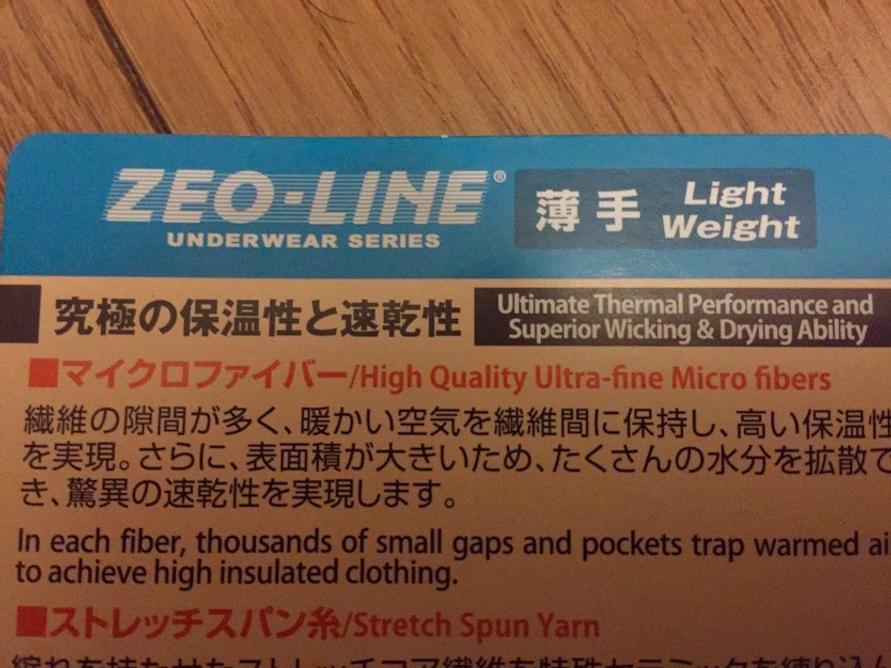 ZEO-LINE®
UNDERWEAR SERIES
薄手
Light
Weight
究極の保温性と速乾性
Ultimate Thermal Performance and
Superior Wicking & Drying Ability
■マイクロファイバー/High Quality Ultra-fine Micro fibers
繊維の隙間が多く、暖かい空気を繊維間に保持し、高い保温性
を実現。さらに、表面積が大きいため、たくさんの水分を拡散で
き、驚異の速乾性を実現します。
In each fiber, thousands of small gaps and pockets trap warmed ai
to achieve high insulated clothing.
■ストレッチスパン糸/Stretch Spun Yarn